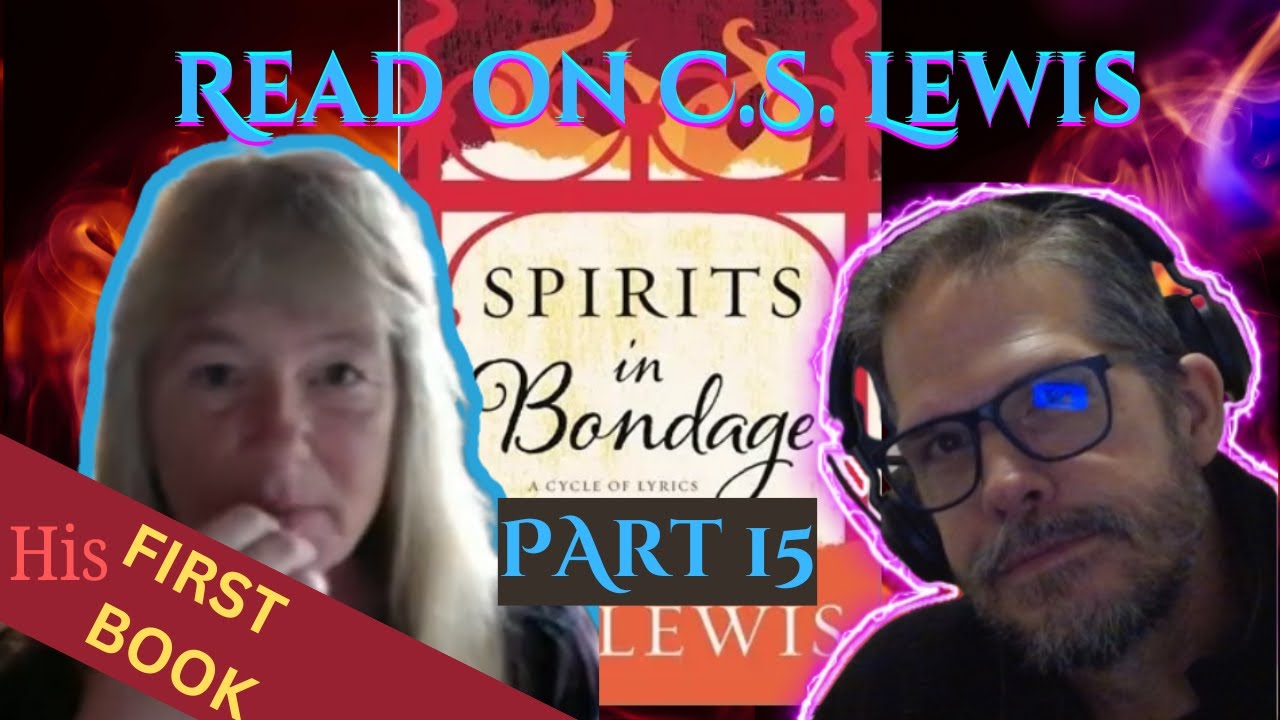 READ ON C.S. LEWIS
SPIRITS
in
Bondage
A CYCLE OF LYRICS
PART 15
LEWIS
His FIRST
BOOK